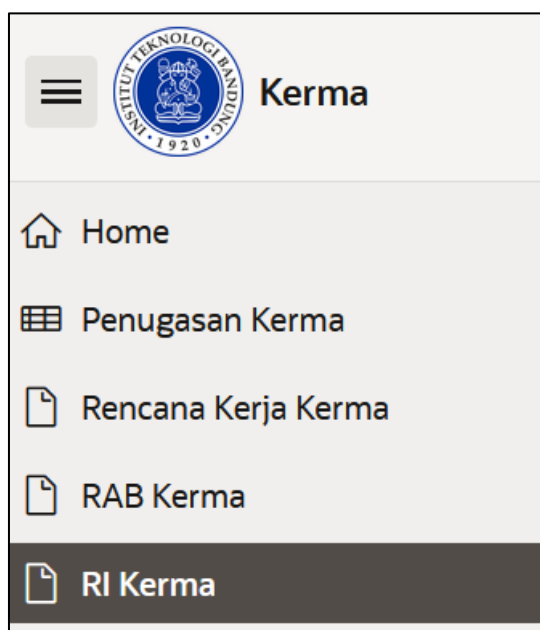 INSTITUT TEKNOLOGI BANDUNG
1920
Kerma
Home
Penugasan Kerma
Rencana Kerja Kerma
RAB Kerma
RI Kerma